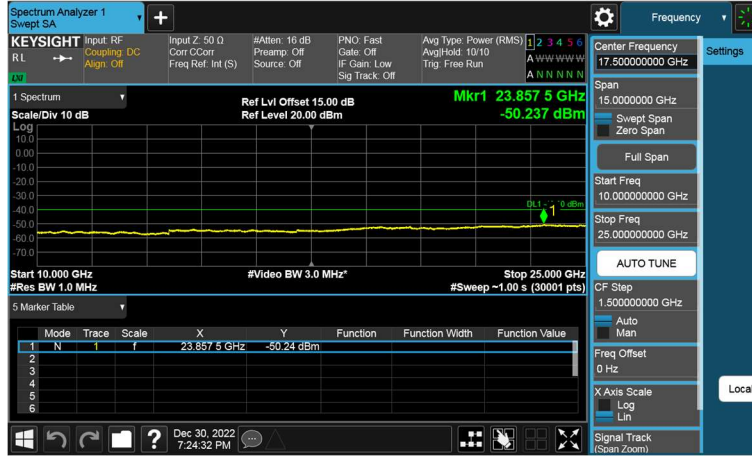 Spectrum Analyzer 1
Swept SA
Frequency
KEYSIGHT
RL
LXI
Input: RF
Coupling: DC
Align: Off
Input Z: 50 Ω
Corr CCorr
Freq Ref: Int (S)
#Atten: 16 dB
Preamp: Off
Source: Off
PNO: Fast
Gate: Off
IF Gain: Low
Sig Track: Off
Avg Type: Power (RMS)
Avg|Hold: 10/10
Trig: Free Run
1 2 3 4 5 6
A W W W W W
A N N N N N
1 Spectrum
Scale/Div 10 dB
Ref Lvl Offset 15.00 dB
Ref Level 20.00 dBm
Mkr1 23.857 5 GHz
-50.237 dBm
Log
10.0
0.00
-10.0
-20.0
-30.0
-40.0
-50.0
-60.0
-70.0
1
Start 10.000 GHz
#Res BW 1.0 MHz
#Video BW 3.0 MHz*
Stop 25.000 GHz
#Sweep ~1.00 s (30001 pts)
5 Marker Table
Mode Trace Scale X Y Function Function Width Function Value
1 N 1 f 23.857 5 GHz -50.24 dBm
2
3
4
5
6
Dec 30, 2022
7:24:32 PM
Center Frequency
17.500000000 GHz
Settings
Span
15.0000000 GHz
Swept Span
Zero Span
Full Span
Start Freq
10.000000000 GHz
Stop Freq
25.000000000 GHz
AUTO TUNE
CF Step
1.500000000 GHz
Auto
Man
Freq Offset
0 Hz
X Axis Scale
Log
Lin
Local
Signal Track
(Span Zoom)